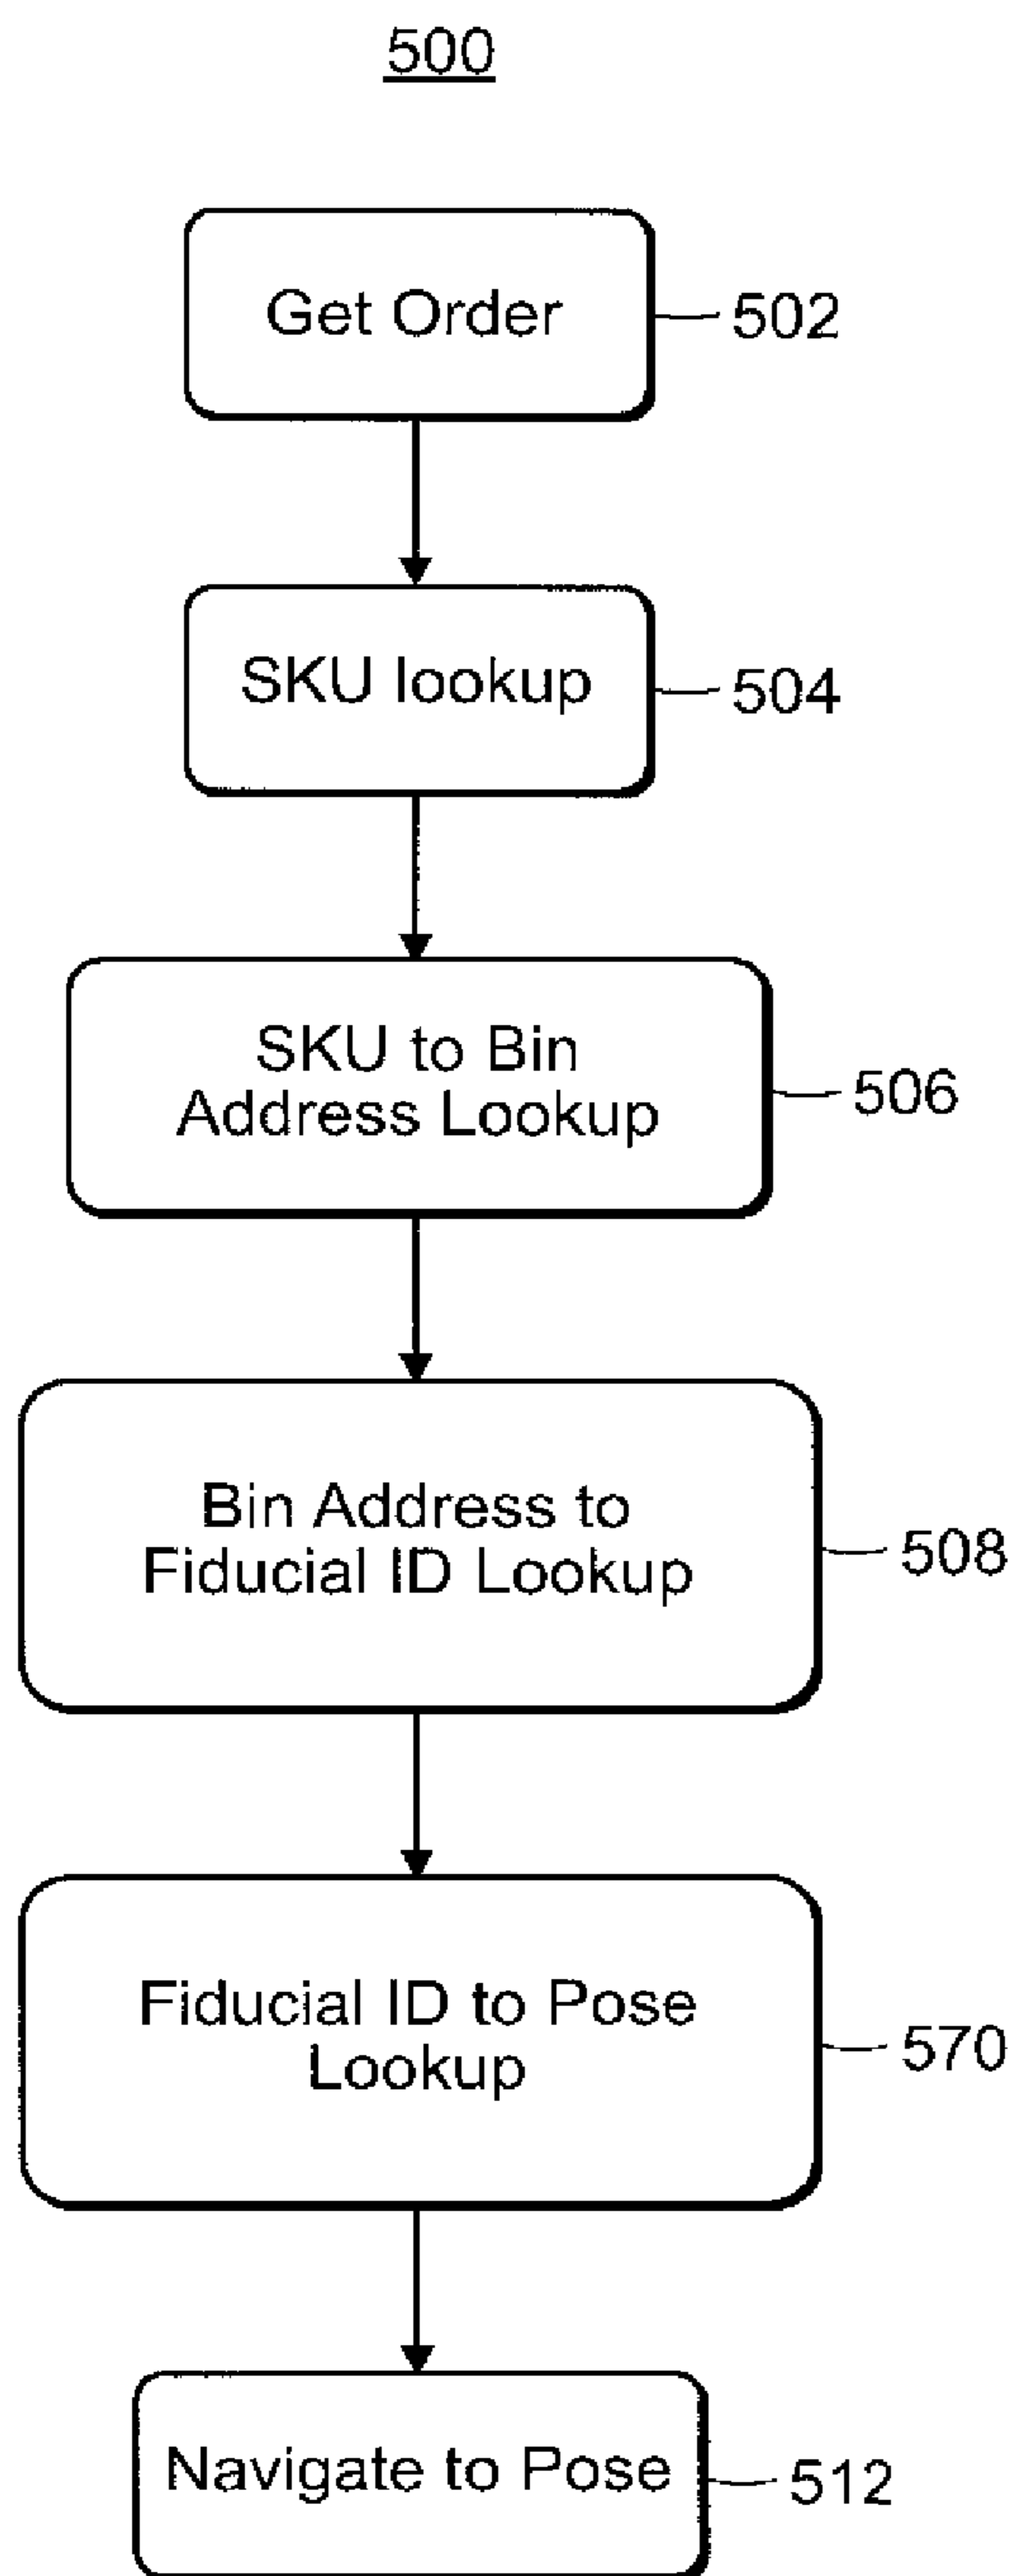 500
Get Order
502
SKU lookup
504
SKU to Bin
Address Lookup
506
Bin Address to
Fiducial ID Lookup
508
Fiducial ID to Pose
Lookup
570
Navigate to Pose
512